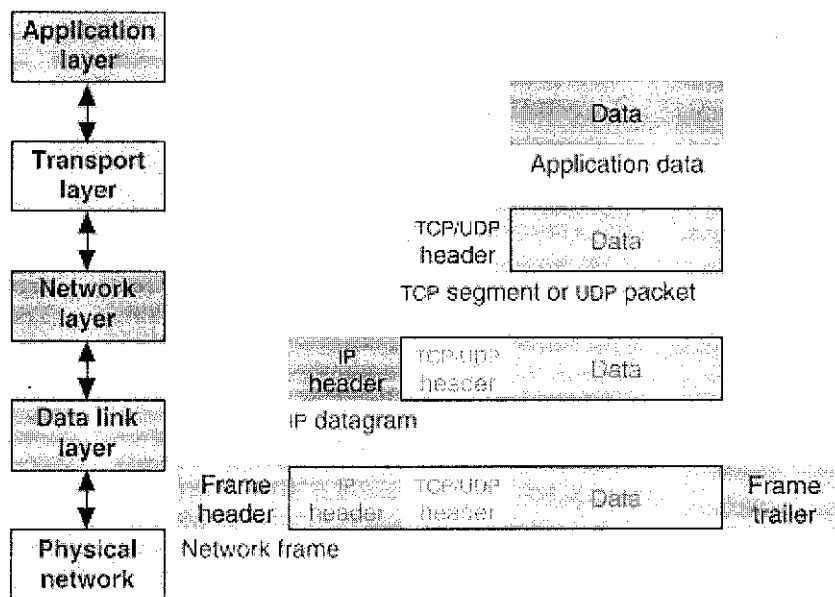 Application
layer
Data
Application data
Transport
layer
TCP/UDP
header
Data
TCP segment or UDP packet
Network
layer
IP
header
TCP/UDP
header
Data
IP datagram
Data link
layer
Frame
header
IP
header
TCP/UDP
header
Data
Frame
trailer
Physical
network
Network frame